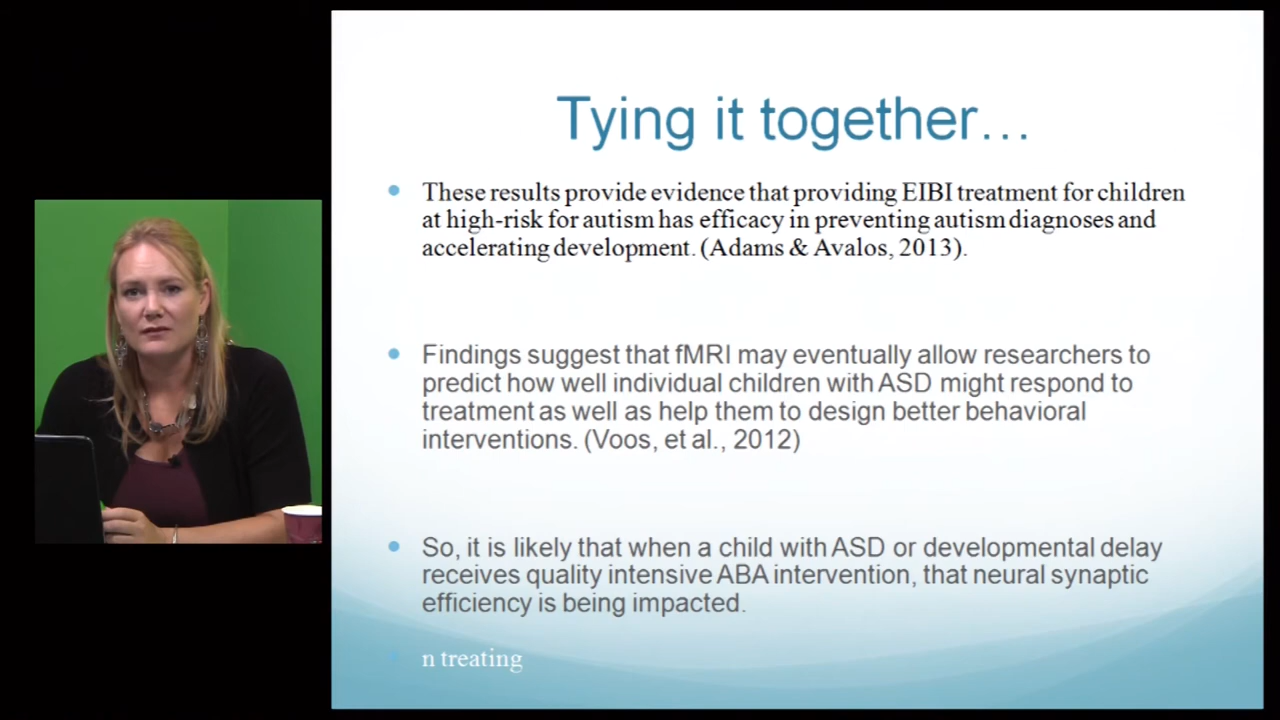 Tying it together…
These results provide evidence that providing EIBI treatment for children
at high-risk for autism has efficacy in preventing autism diagnoses and
accelerating development. (Adams & Avalos, 2013).
Findings suggest that fMRI may eventually allow researchers to
predict how well individual children with ASD might respond to
treatment as well as help them to design better behavioral
interventions. (Voos, et al., 2012)
So, it is likely that when a child with ASD or developmental delay
receives quality intensive ABA intervention, that neural synaptic
efficiency is being impacted.
n treating